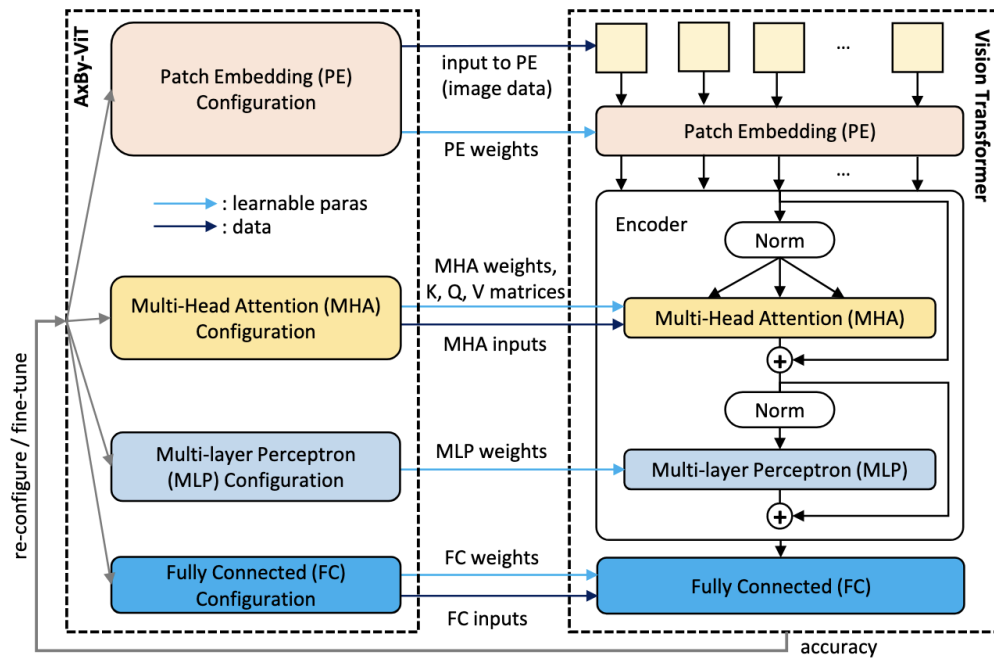 AxBy-ViT
Patch Embedding (PE)
Configuration
input to PE
(image data)
PE weights
: learnable paras
: data
Multi-Head Attention (MHA)
Configuration
MHA weights,
K, Q, V matrices
MHA inputs
Multi-layer Perceptron
(MLP) Configuration
MLP weights
Fully Connected (FC)
Configuration
FC weights
FC inputs
re-configure / fine-tune
Vision Transformer
...
Patch Embedding (PE)
...
Encoder
Norm
Multi-Head Attention (MHA)
+
Norm
Multi-layer Perceptron (MLP)
+
Fully Connected (FC)
accuracy